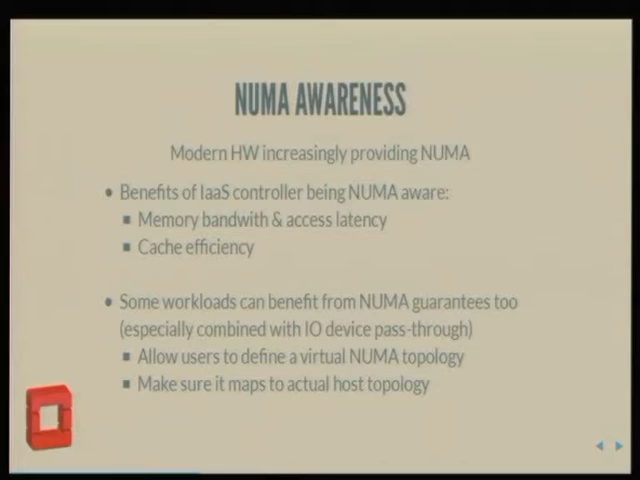 NUMA AWARENESS
Modern HW increasingly providing NUMA
• Benefits of IaaS controller being NUMA aware:
▪ Memory bandwith & access latency
▪ Cache efficiency
• Some workloads can benefit from NUMA guarantees too
(especially combined with IO device pass-through)
▪ Allow users to define a virtual NUMA topology
▪ Make sure it maps to actual host topology